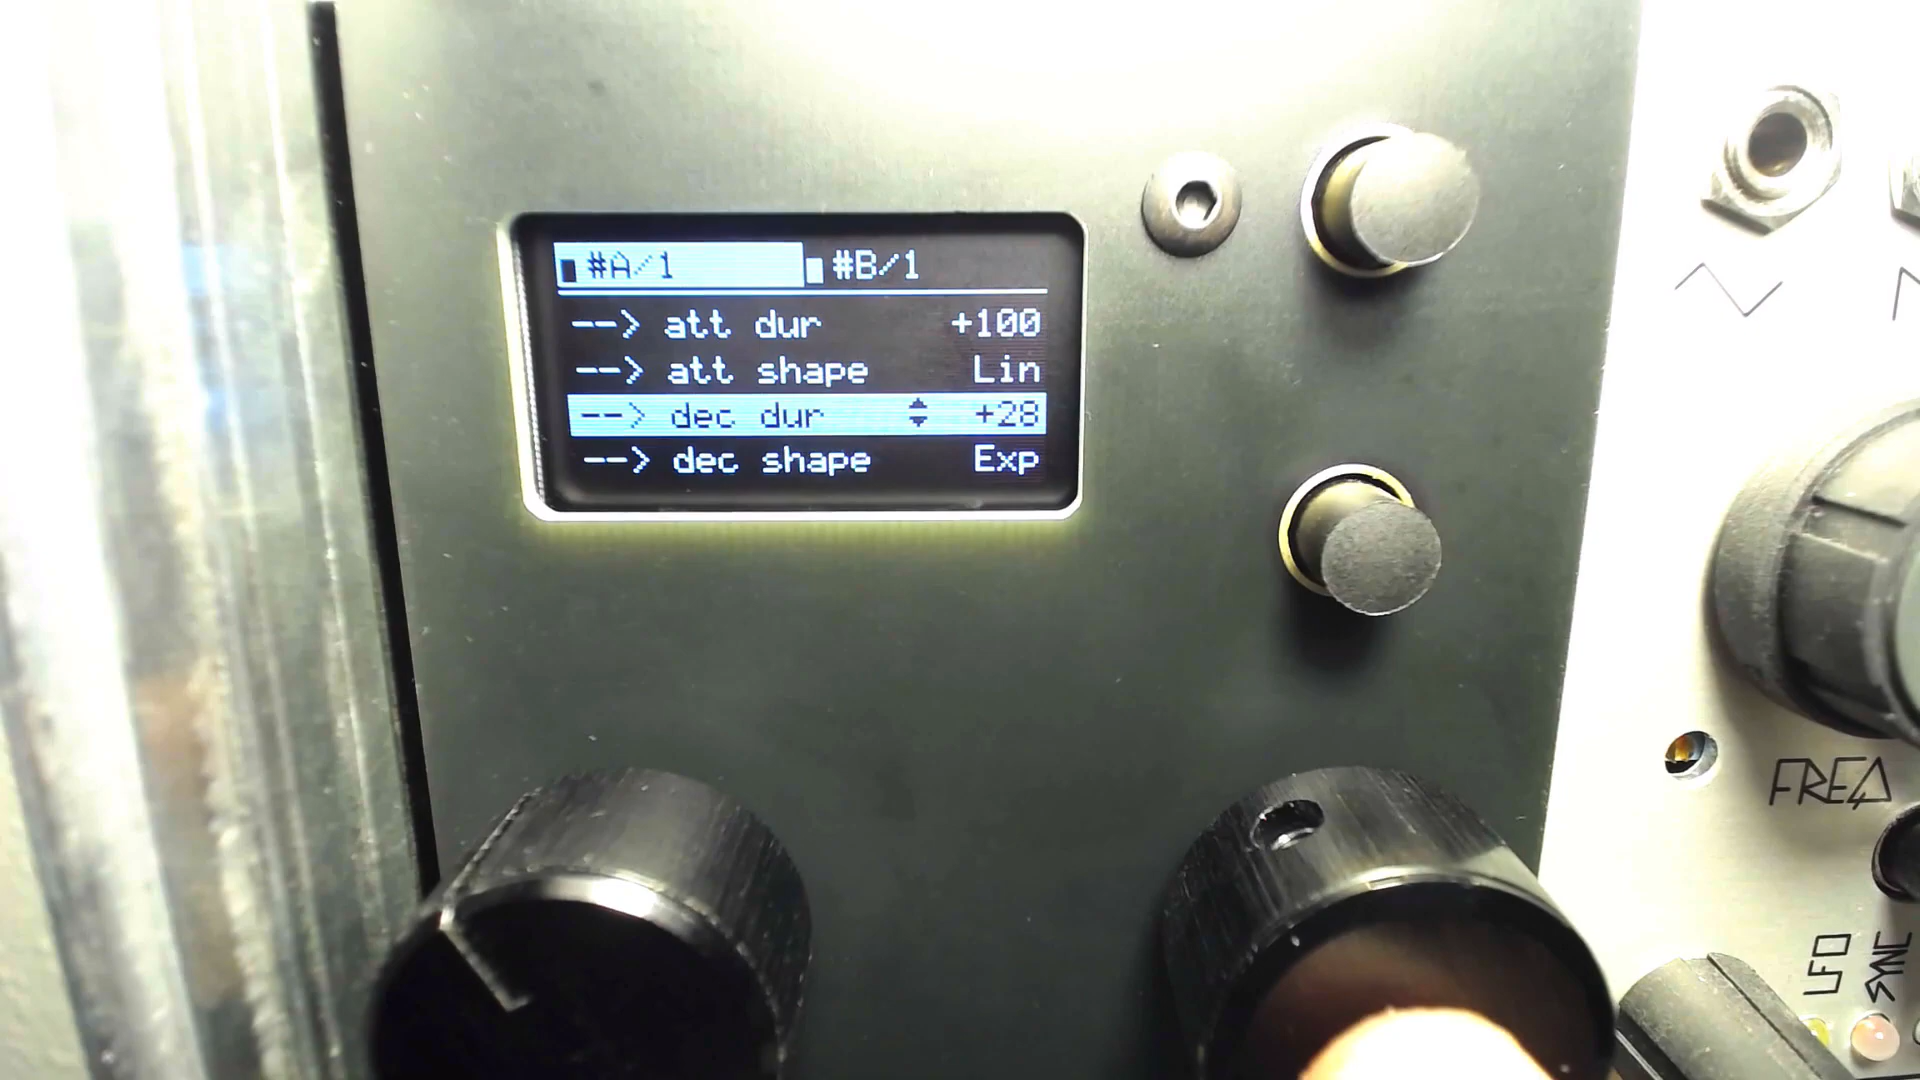 #A/1 #B/1
--> att dur +100
--> att shape Lin
--> dec dur +28
--> dec shape Exp
FREQ
LFO
SYNC